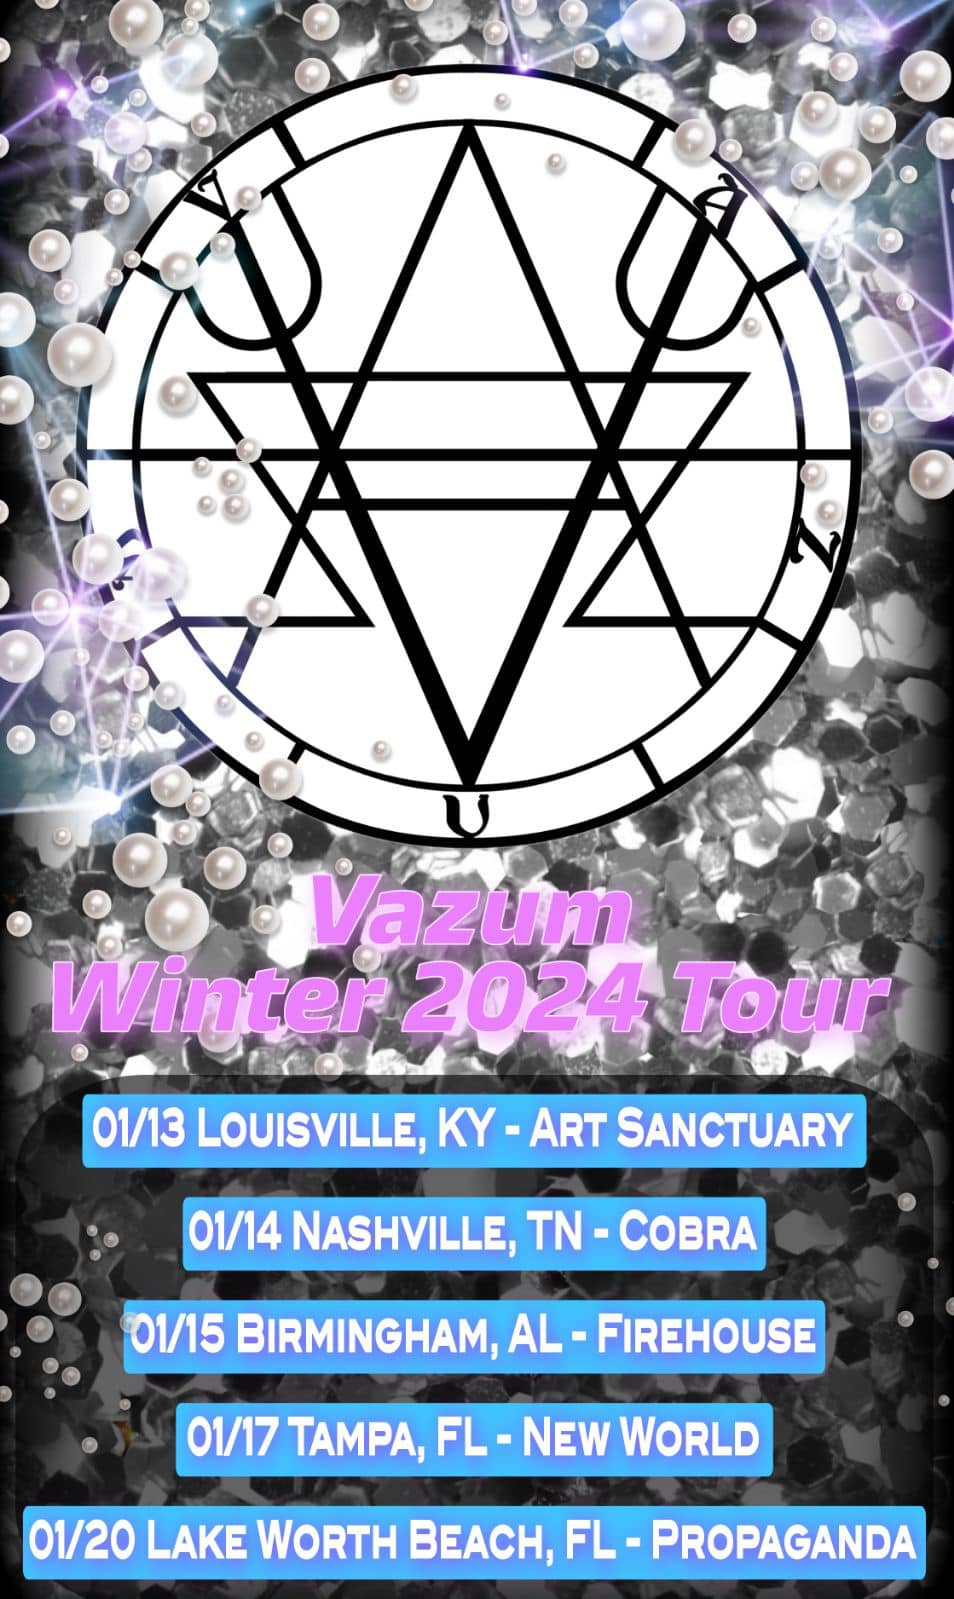 V
A
Z
U
M
Vazum
Winter 2024 Tour
01/13 Louisville, KY - Art Sanctuary
01/14 Nashville, TN - Cobra
01/15 Birmingham, AL - Firehouse
01/17 Tampa, FL - New World
01/20 Lake Worth Beach, FL - Propaganda